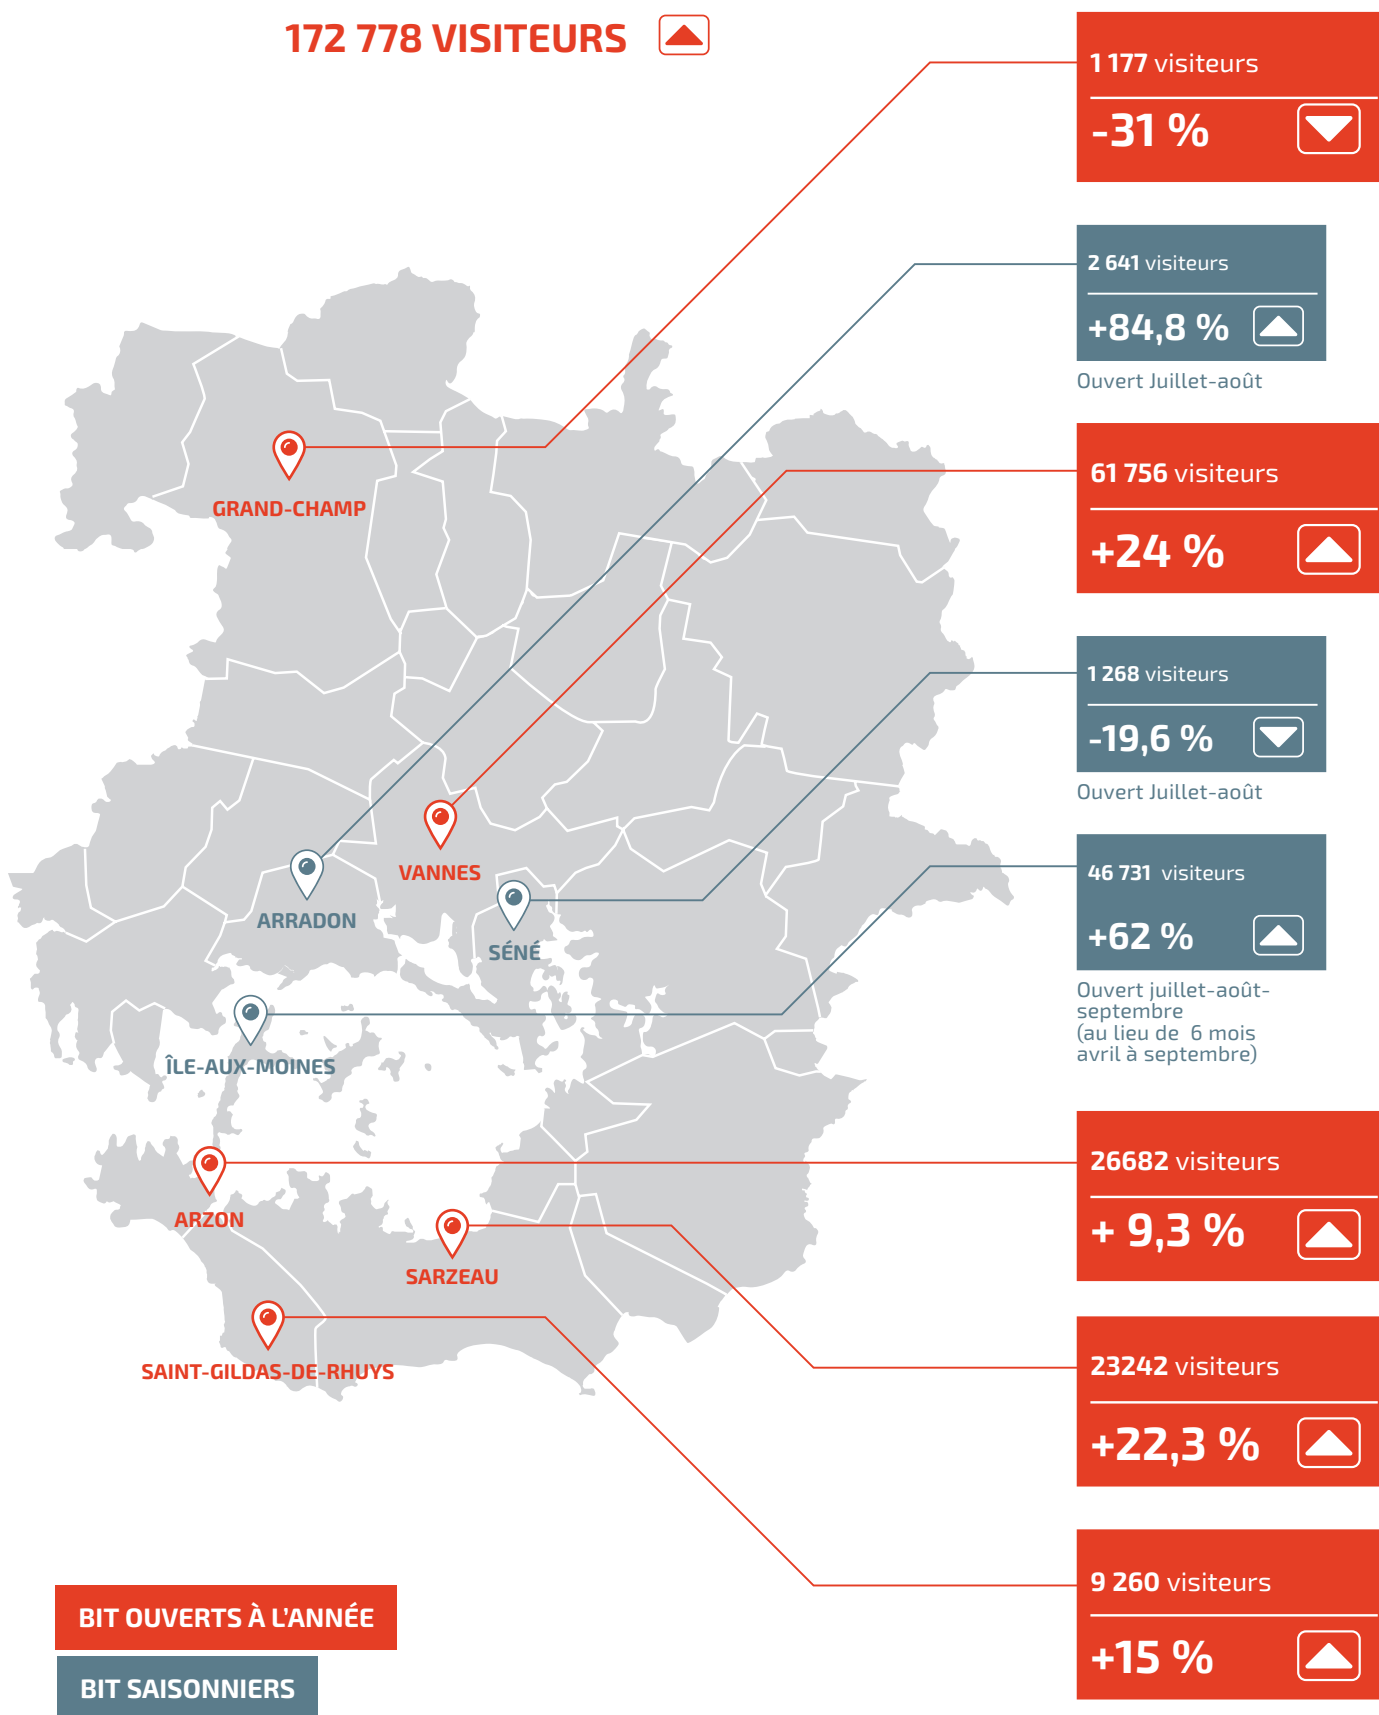 172 778 VISITEURS
1 177 visiteurs
-31 %
2 641 visiteurs
+84,8 %
Ouvert Juillet-août
61 756 visiteurs
+24 %
1 268 visiteurs
-19,6 %
Ouvert Juillet-août
46 731 visiteurs
+62 %
Ouvert juillet-août-
septembre
(au lieu de 6 mois
avril à septembre)
26682 visiteurs
+ 9,3 %
23242 visiteurs
+22,3 %
9 260 visiteurs
+15 %
GRAND-CHAMP
VANNES
ARRADON
SÉNÉ
ÎLE-AUX-MOINES
ARZON
SARZEAU
SAINT-GILDAS-DE-RHUYS
BIT OUVERTS À L'ANNÉE
BIT SAISONNIERS